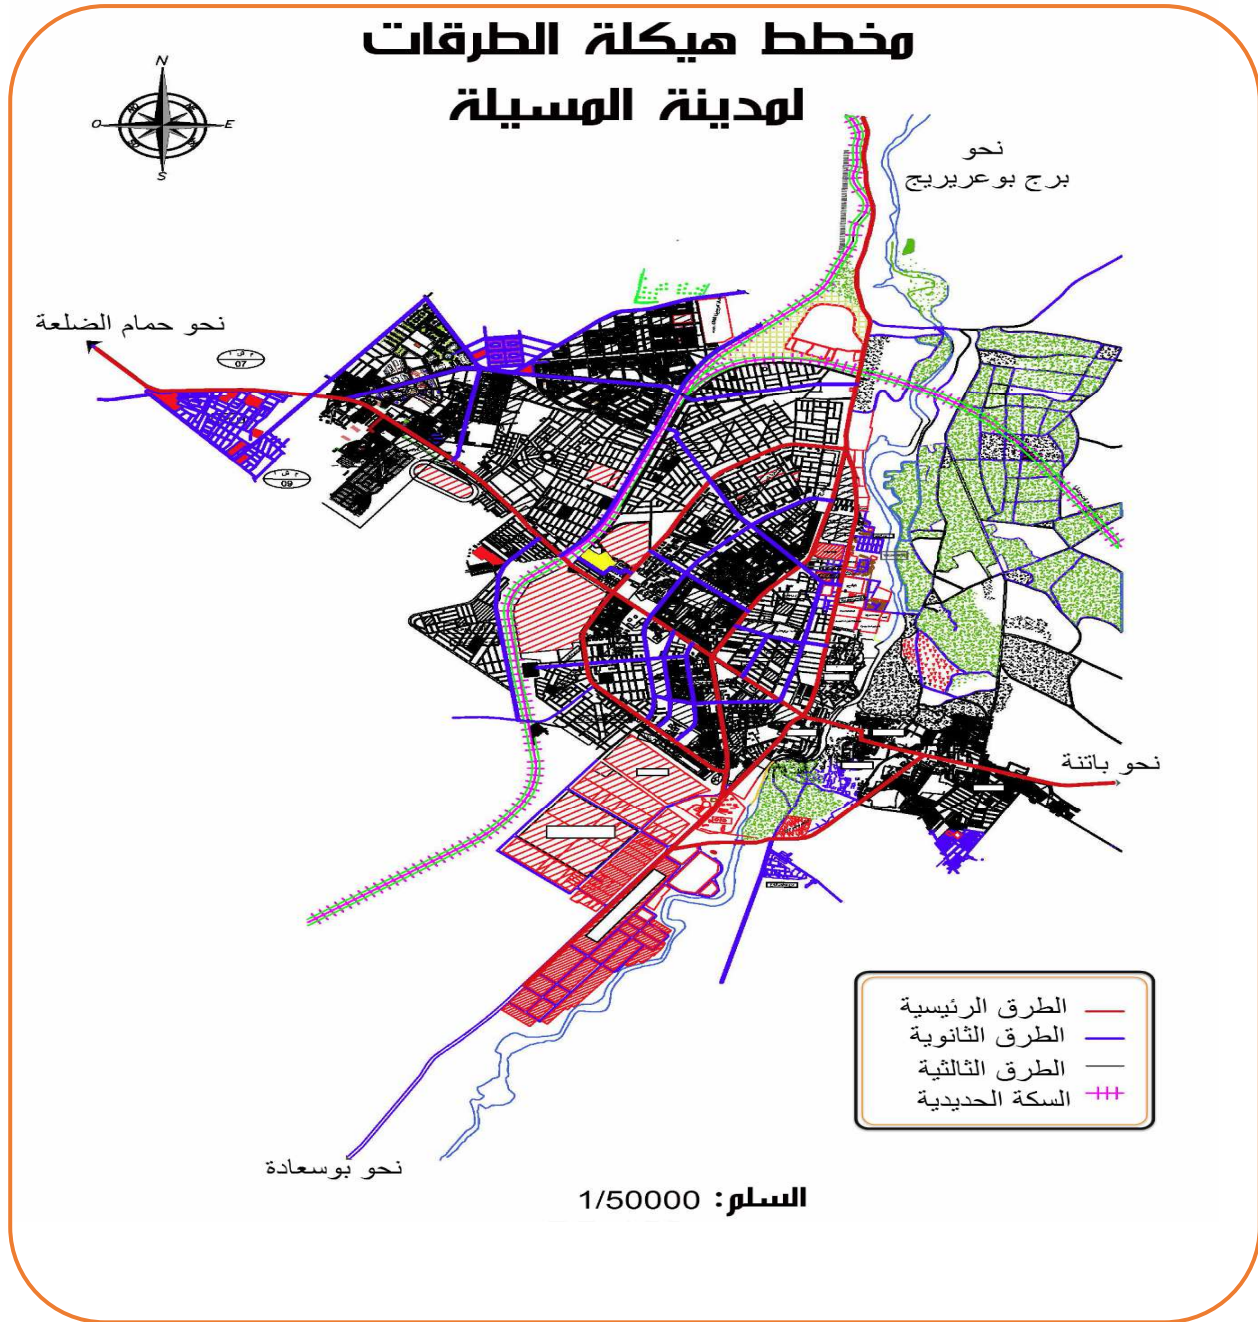 مخطط هيكلة الطرقات
لمدينة المسيلة
N
O
E
S
نحو
برج بوعريريج
نحو حمام الضلعة
07
09
نحو باتنة
الطرق الرئيسية
الطرق الثانوية
الطرق الثالثية
السكة الحديدية
نحو بوسعادة
السلم: 1/50000